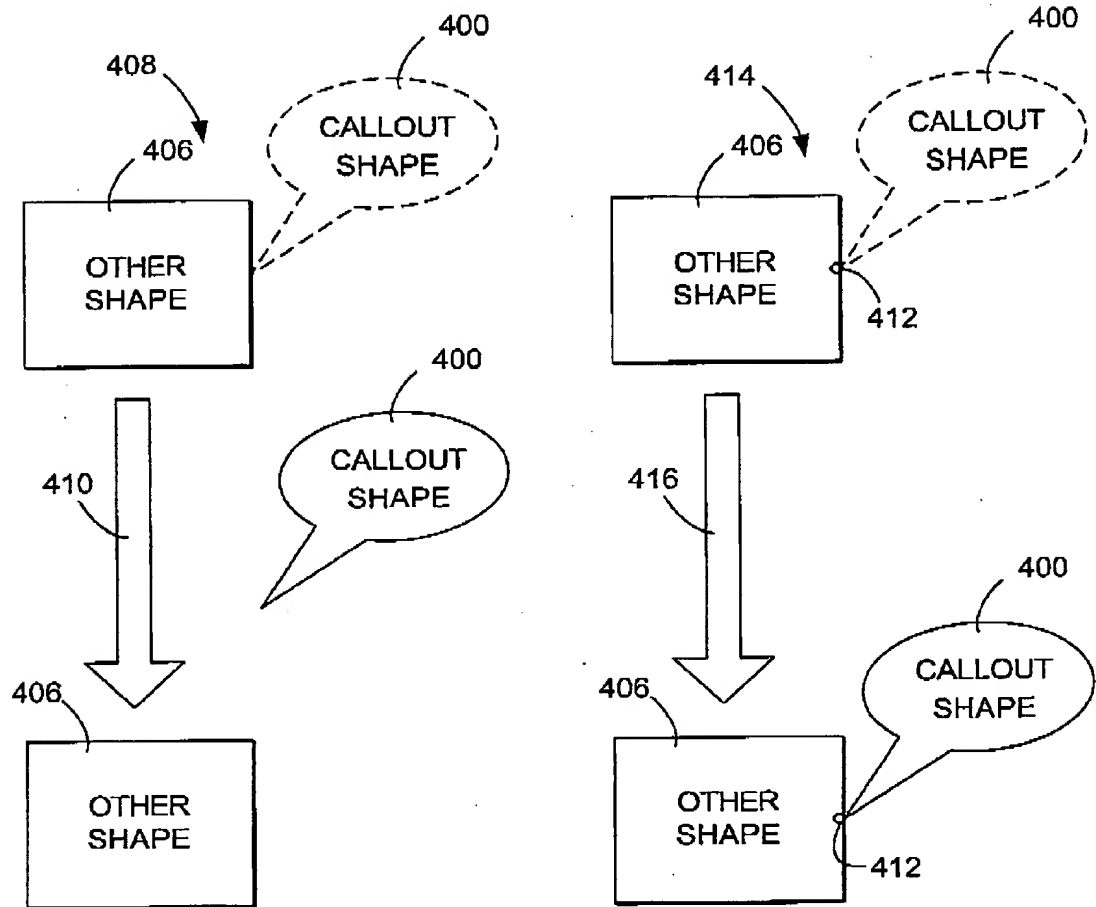 400
408
CALLOUT
SHAPE
406
OTHER
SHAPE
400
CALLOUT
SHAPE
410
406
OTHER
SHAPE
400
414
CALLOUT
SHAPE
406
OTHER
SHAPE
412
416
400
CALLOUT
SHAPE
406
OTHER
SHAPE
412